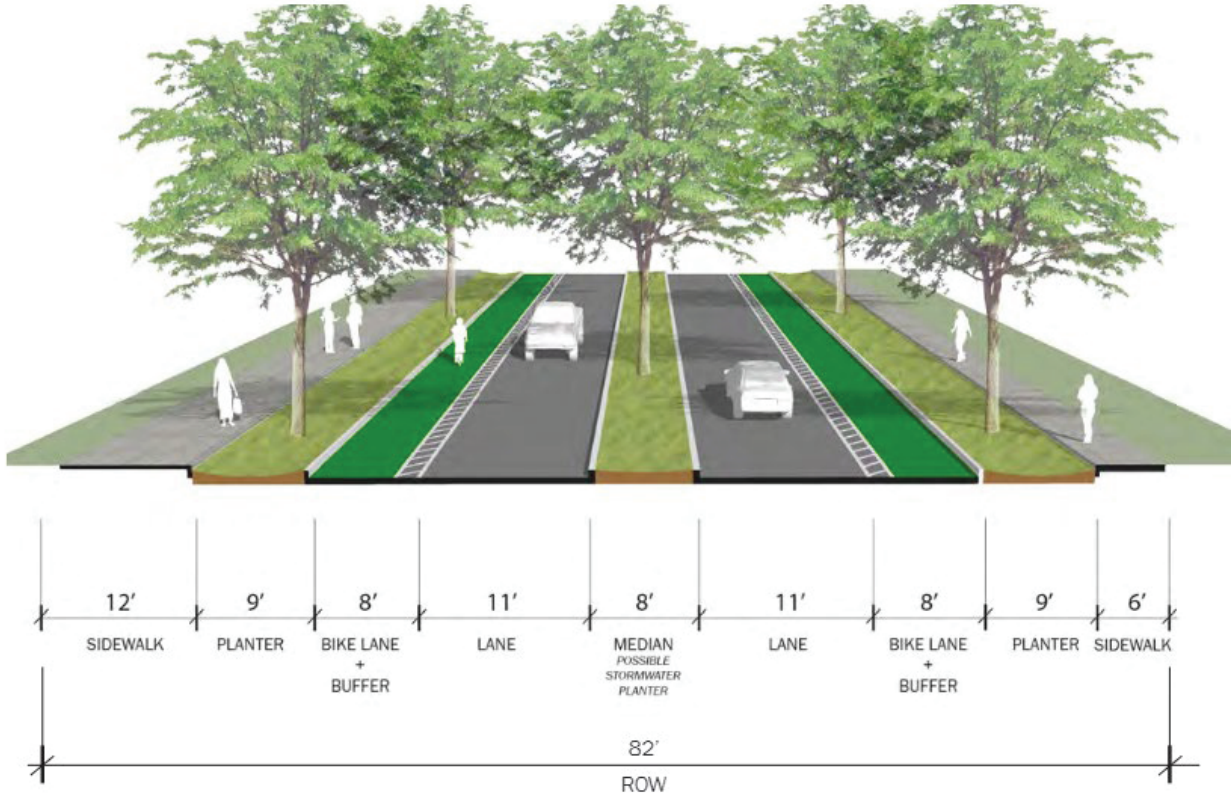 12′ 9′ 8′ 11′ 8′ 11′ 8′ 9′ 6′
SIDEWALK PLANTER BIKE LANE LANE MEDIAN LANE BIKE LANE PLANTER SIDEWALK
+ POSSIBLE +
BUFFER STORMWATER BUFFER
PLANTER
82′
ROW